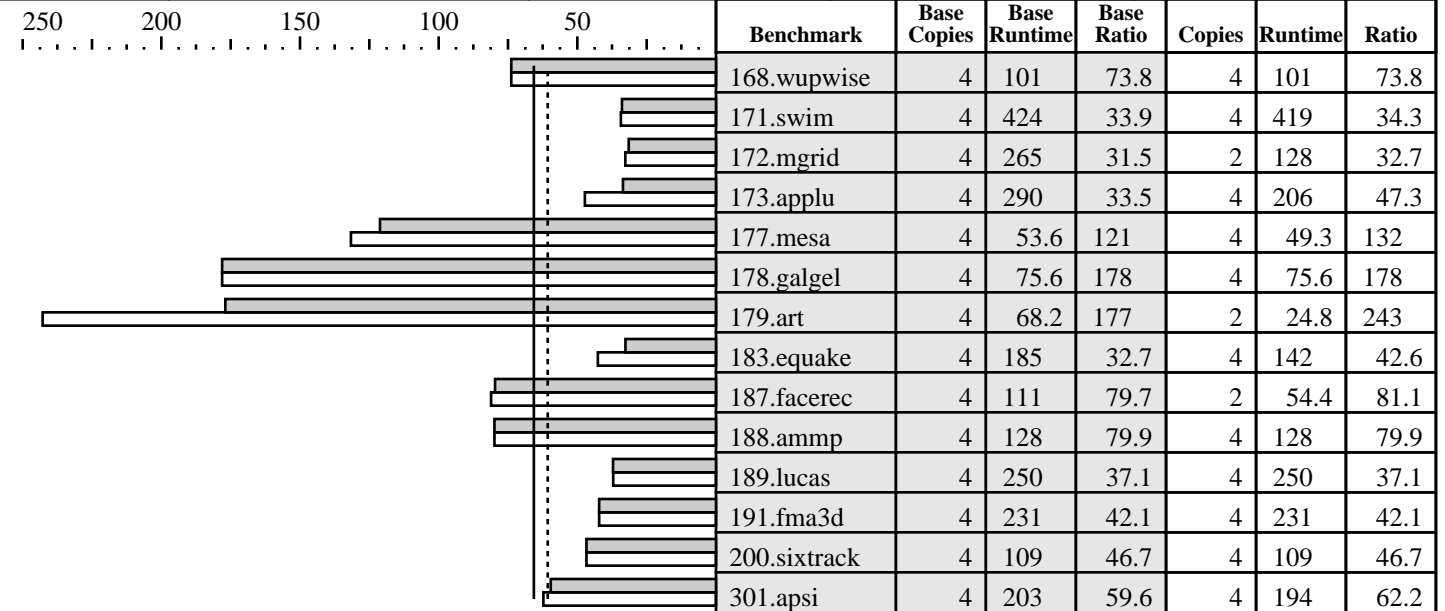 250 200 150 100 50 Benchmark Base Copies Base Runtime Base Ratio Copies Runtime Ratio
168.wupwise 4 101 73.8 4 101 73.8
171.swim 4 424 33.9 4 419 34.3
172.mgrid 4 265 31.5 2 128 32.7
173.applu 4 290 33.5 4 206 47.3
177.mesa 4 53.6 121 4 49.3 132
178.galgel 4 75.6 178 4 75.6 178
179.art 4 68.2 177 2 24.8 243
183.equake 4 185 32.7 4 142 42.6
187.facerec 4 111 79.7 2 54.4 81.1
188.ammp 4 128 79.9 4 128 79.9
189.lucas 4 250 37.1 4 250 37.1
191.fma3d 4 231 42.1 4 231 42.1
200.sixtrack 4 109 46.7 4 109 46.7
301.apsi 4 203 59.6 4 194 62.2